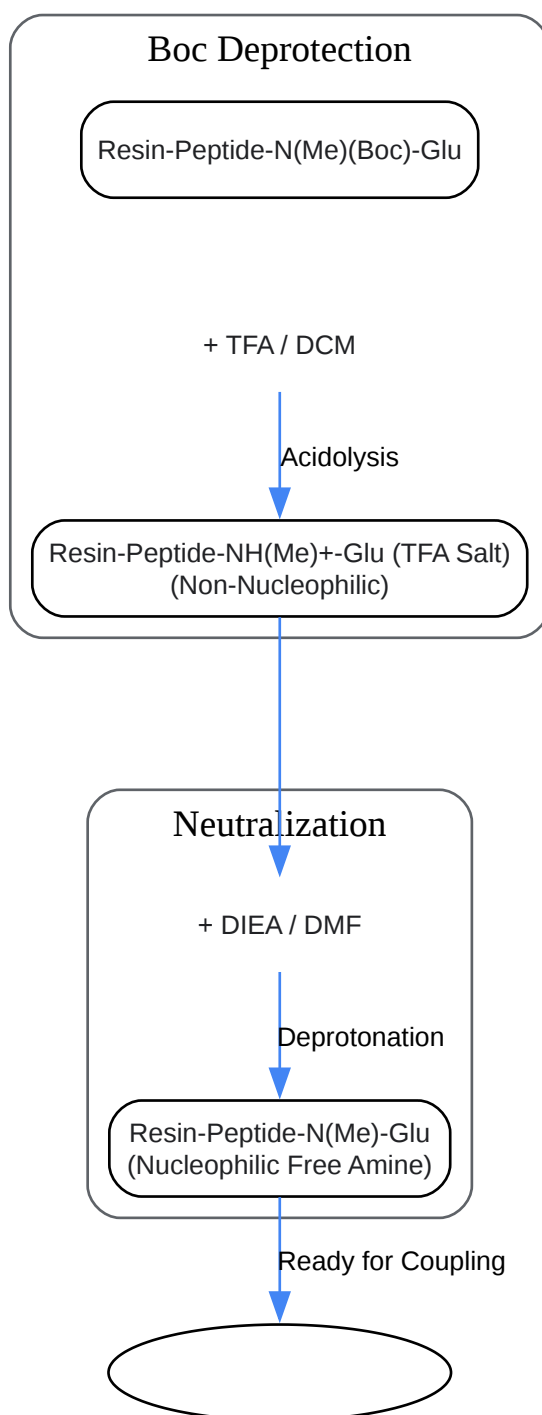 Boc Deprotection
Resin-Peptide-N(Me)(Boc)-Glu
+ TFA / DCM
Acidolysis
Resin-Peptide-NH(Me)+-Glu (TFA Salt)
(Non-Nucleophilic)
Neutralization
+ DIEA / DMF
Deprotonation
Resin-Peptide-N(Me)-Glu
(Nucleophilic Free Amine)
Ready for Coupling